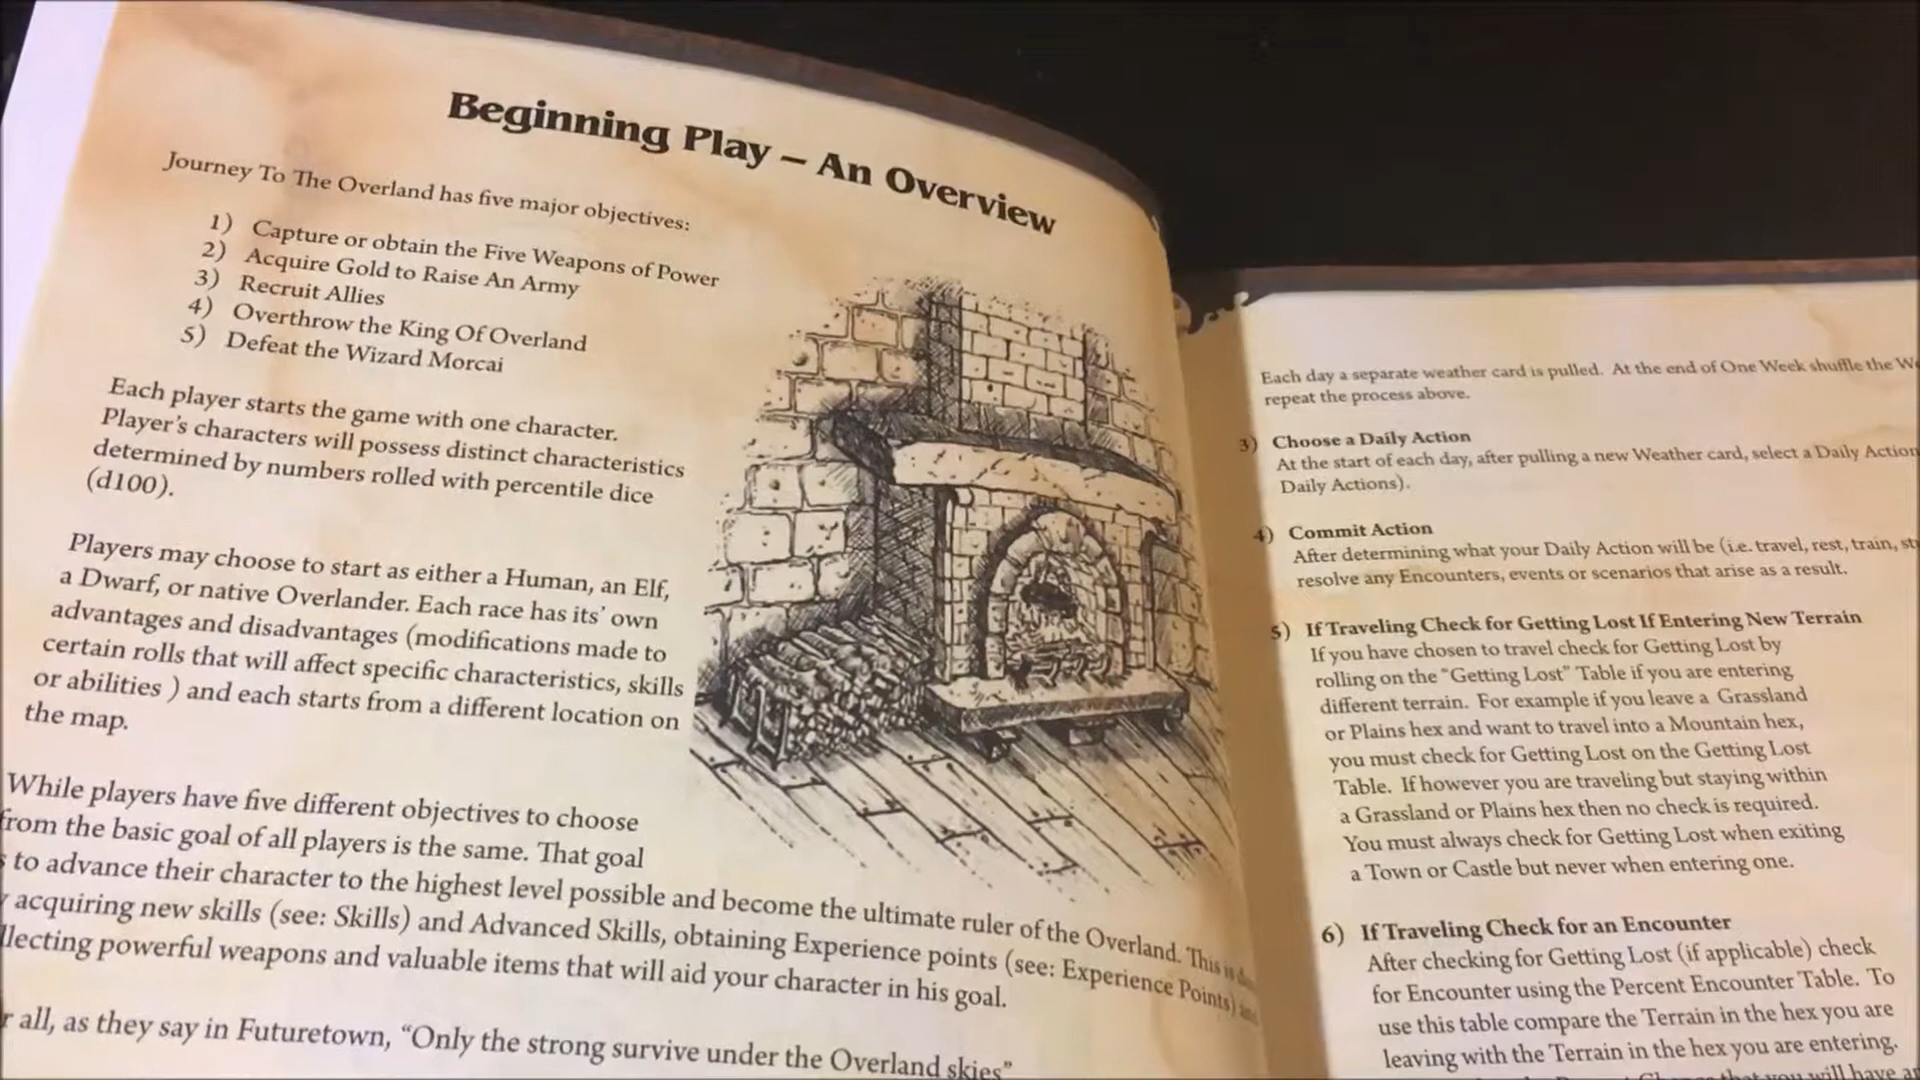 Beginning Play – An Overview
Journey To The Overland has five major objectives:
1) Capture or obtain the Five Weapons of Power
2) Acquire Gold to Raise An Army
3) Recruit Allies
4) Overthrow the King Of Overland
5) Defeat the Wizard Morcai
Each player starts the game with one character.
Player's characters will possess distinct characteristics
determined by numbers rolled with percentile dice
(d100).
Players may choose to start as either a Human, an Elf,
a Dwarf, or native Overlander. Each race has its' own
advantages and disadvantages (modifications made to
certain rolls that will affect specific characteristics, skills
or abilities ) and each starts from a different location on
the map.
While players have five different objectives to choose
from the basic goal of all players is the same. That goal
to advance their character to the highest level possible and become the ultimate ruler of the Overland. This is
acquiring new skills (see: Skills) and Advanced Skills, obtaining Experience points (see: Experience Points)
llecting powerful weapons and valuable items that will aid your character in his goal.
r all, as they say in Futuretown, “Only the strong survive under the Overland skies”
Each day a separate weather card is pulled. At the end of One Week shuffle the
repeat the process above.
3) Choose a Daily Action
At the start of each day, after pulling a new Weather card, select a Daily Action
Daily Actions).
4) Commit Action
After determining what your Daily Action will be (i.e. travel, rest, train,
resolve any Encounters, events or scenarios that arise as a result.
5) If Traveling Check for Getting Lost If Entering New Terrain
If you have chosen to travel check for Getting Lost by
rolling on the “Getting Lost” Table if you are entering
different terrain. For example if you leave a Grassland
or Plains hex and want to travel into a Mountain hex,
you must check for Getting Lost on the Getting Lost
Table. If however you are traveling but staying within
a Grassland or Plains hex then no check is required.
You must always check for Getting Lost when exiting
a Town or Castle but never when entering one.
6) If Traveling Check for an Encounter
After checking for Getting Lost (if applicable) check
for Encounter using the Percent Encounter Table. To
use this table compare the Terrain in the hex you are
leaving with the Terrain in the hex you are entering.
that you will have